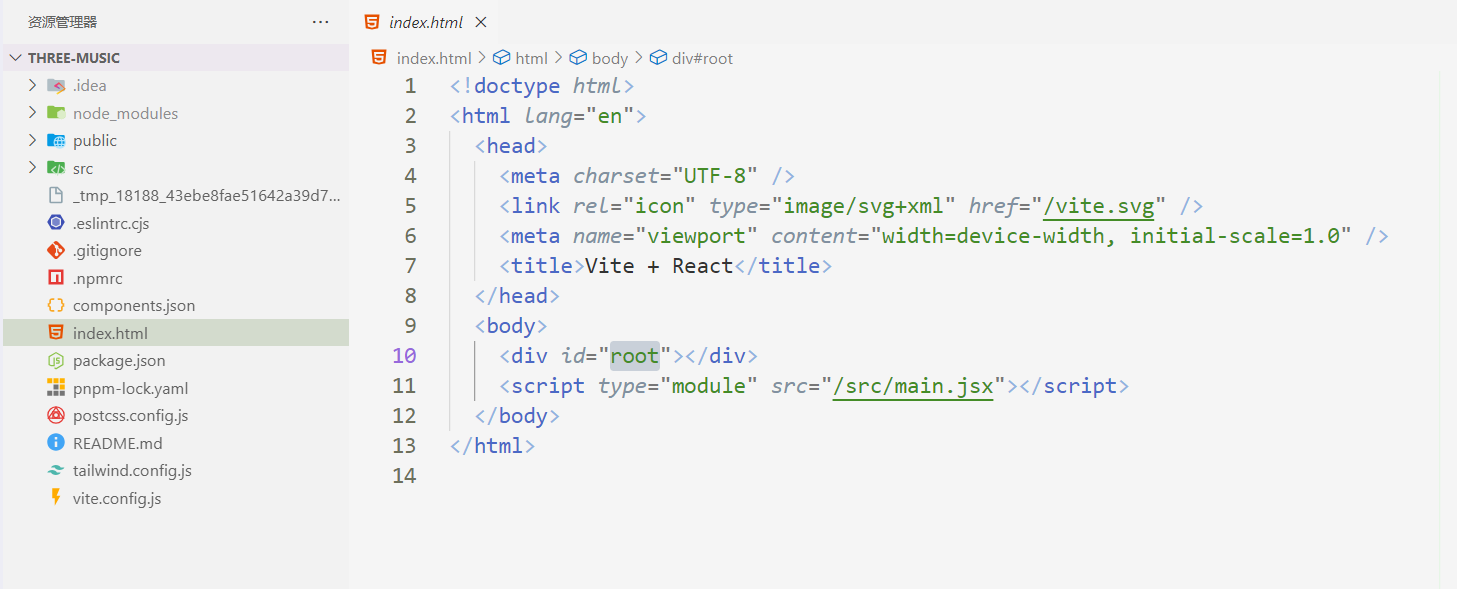 资源管理器
THREE-MUSIC
.idea
node_modules
public
src
_tmp_18188_43ebe8fae51642a39d7...
.eslintrc.cjs
.gitignore
.npmrc
components.json
index.html
package.json
pnpm-lock.yaml
postcss.config.js
README.md
tailwind.config.js
vite.config.js
index.html
index.html > html > body > div#root
1 <!doctype html>
2 <html lang="en">
3 <head>
4 <meta charset="UTF-8" />
5 <link rel="icon" type="image/svg+xml" href="/vite.svg" />
6 <meta name="viewport" content="width=device-width, initial-scale=1.0" />
7 <title>Vite + React</title>
8 </head>
9 <body>
10 <div id="root"></div>
11 <script type="module" src="/src/main.jsx"></script>
12 </body>
13 </html>
14